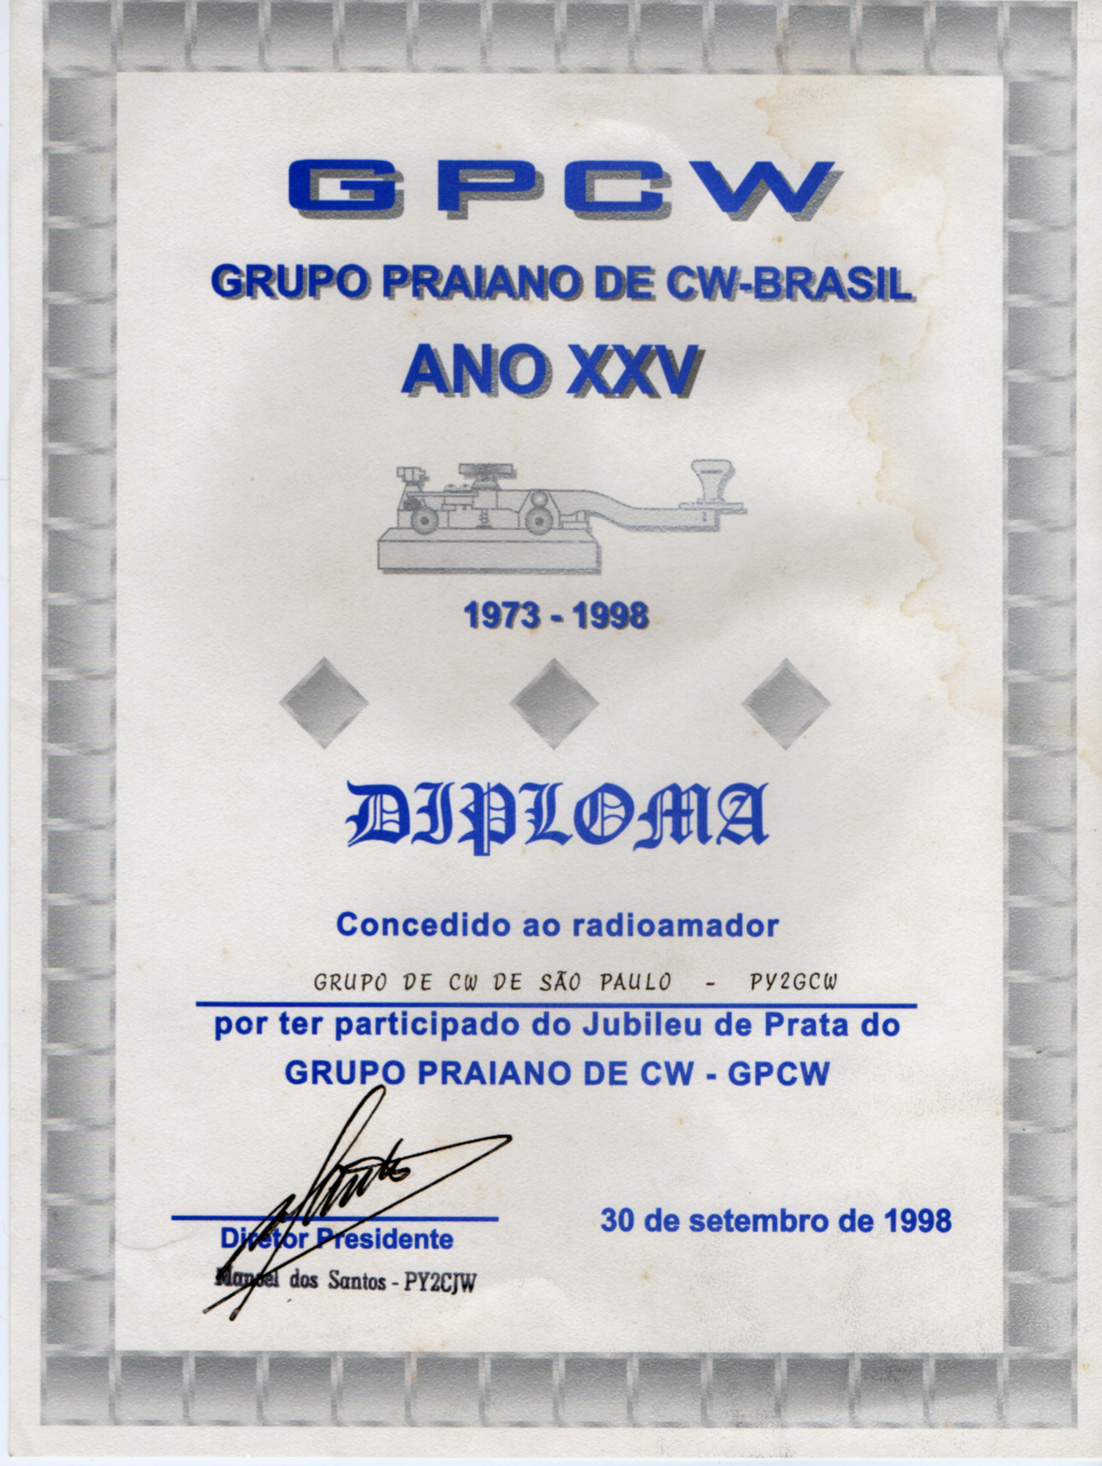 GPCW
GRUPO PRAIANO DE CW-BRASIL
ANO XXV
1973 - 1998
DIPLOMA
Concedido ao radioamador
GRUPO DE CW DE SÃO PAULO - PY2GCW
por ter participado do Jubileu de Prata do
GRUPO PRAIANO DE CW - GPCW
30 de setembro de 1998
Diretor Presidente
Manoel dos Santos - PY2CJW